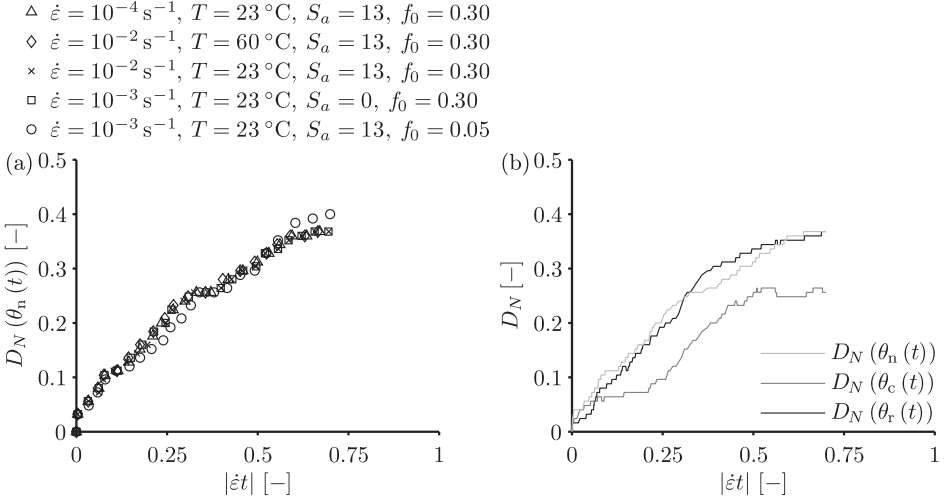 △ ε̇ = 10⁻⁴ s⁻¹, T = 23 °C, Sₐ = 13, f₀ = 0.30
◇ ε̇ = 10⁻² s⁻¹, T = 60 °C, Sₐ = 13, f₀ = 0.30
× ε̇ = 10⁻² s⁻¹, T = 23 °C, Sₐ = 13, f₀ = 0.30
□ ε̇ = 10⁻³ s⁻¹, T = 23 °C, Sₐ = 0, f₀ = 0.30
○ ε̇ = 10⁻³ s⁻¹, T = 23 °C, Sₐ = 13, f₀ = 0.05
(a)
D_N (θ_n (t)) [−]
0.5
0.4
0.3
0.2
0.1
0
0 0.25 0.5 0.75 1
|ε̇t| [−]
(b)
D_N [−]
0.5
0.4
0.3
0.2
0.1
0
D_N (θ_n (t))
D_N (θ_c (t))
D_N (θ_r (t))
0 0.25 0.5 0.75 1
|ε̇t| [−]